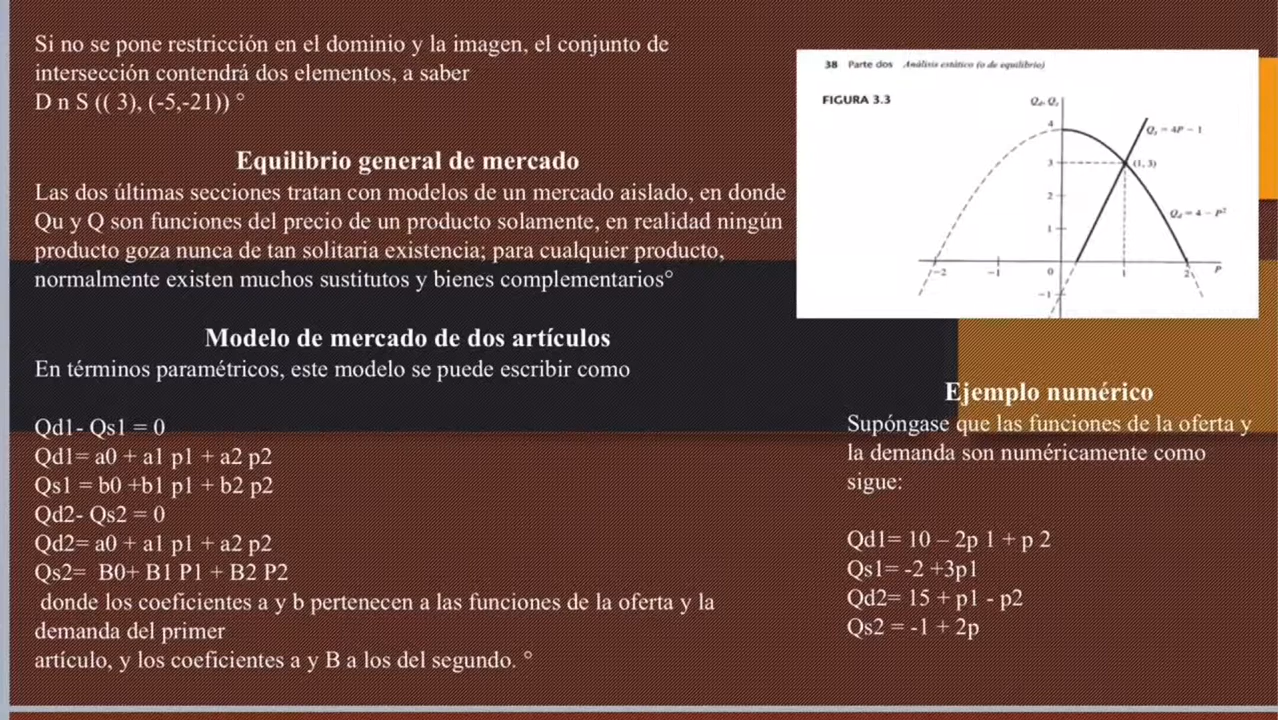 Si no se pone restricción en el dominio y la imagen, el conjunto de
intersección contendrá dos elementos, a saber
D n S (( 3), (-5,-21)) °
Equilibrio general de mercado
Las dos últimas secciones tratan con modelos de un mercado aislado, en donde
Qu y Q son funciones del precio de un producto solamente, en realidad ningún
producto goza nunca de tan solitaria existencia; para cualquier producto,
normalmente existen muchos sustitutos y bienes complementarios°
Modelo de mercado de dos artículos
En términos paramétricos, este modelo se puede escribir como
Qd1- Qs1 = 0
Qd1= a0 + a1 p1 + a2 p2
Qs1 = b0 +b1 p1 + b2 p2
Qd2- Qs2 = 0
Qd2= a0 + a1 p1 + a2 p2
Qs2=  B0+ B1 P1 + B2 P2
donde los coeficientes a y b pertenecen a las funciones de la oferta y la
demanda del primer
artículo, y los coeficientes a y B a los del segundo. °
38 Parte dos Análisis estático (o de equilibrio)
FIGURA 3.3
Qd, Qs
4
Qs = 4P - 1
3
(1, 3)
2
Qd = 4 - P²
1
-2
-1
0
1
2
P
-1
Ejemplo numérico
Supóngase que las funciones de la oferta y
la demanda son numéricamente como
sigue:
Qd1= 10 – 2p 1 + p 2
Qs1= -2 +3p1
Qd2= 15 + p1 - p2
Qs2 = -1 + 2p